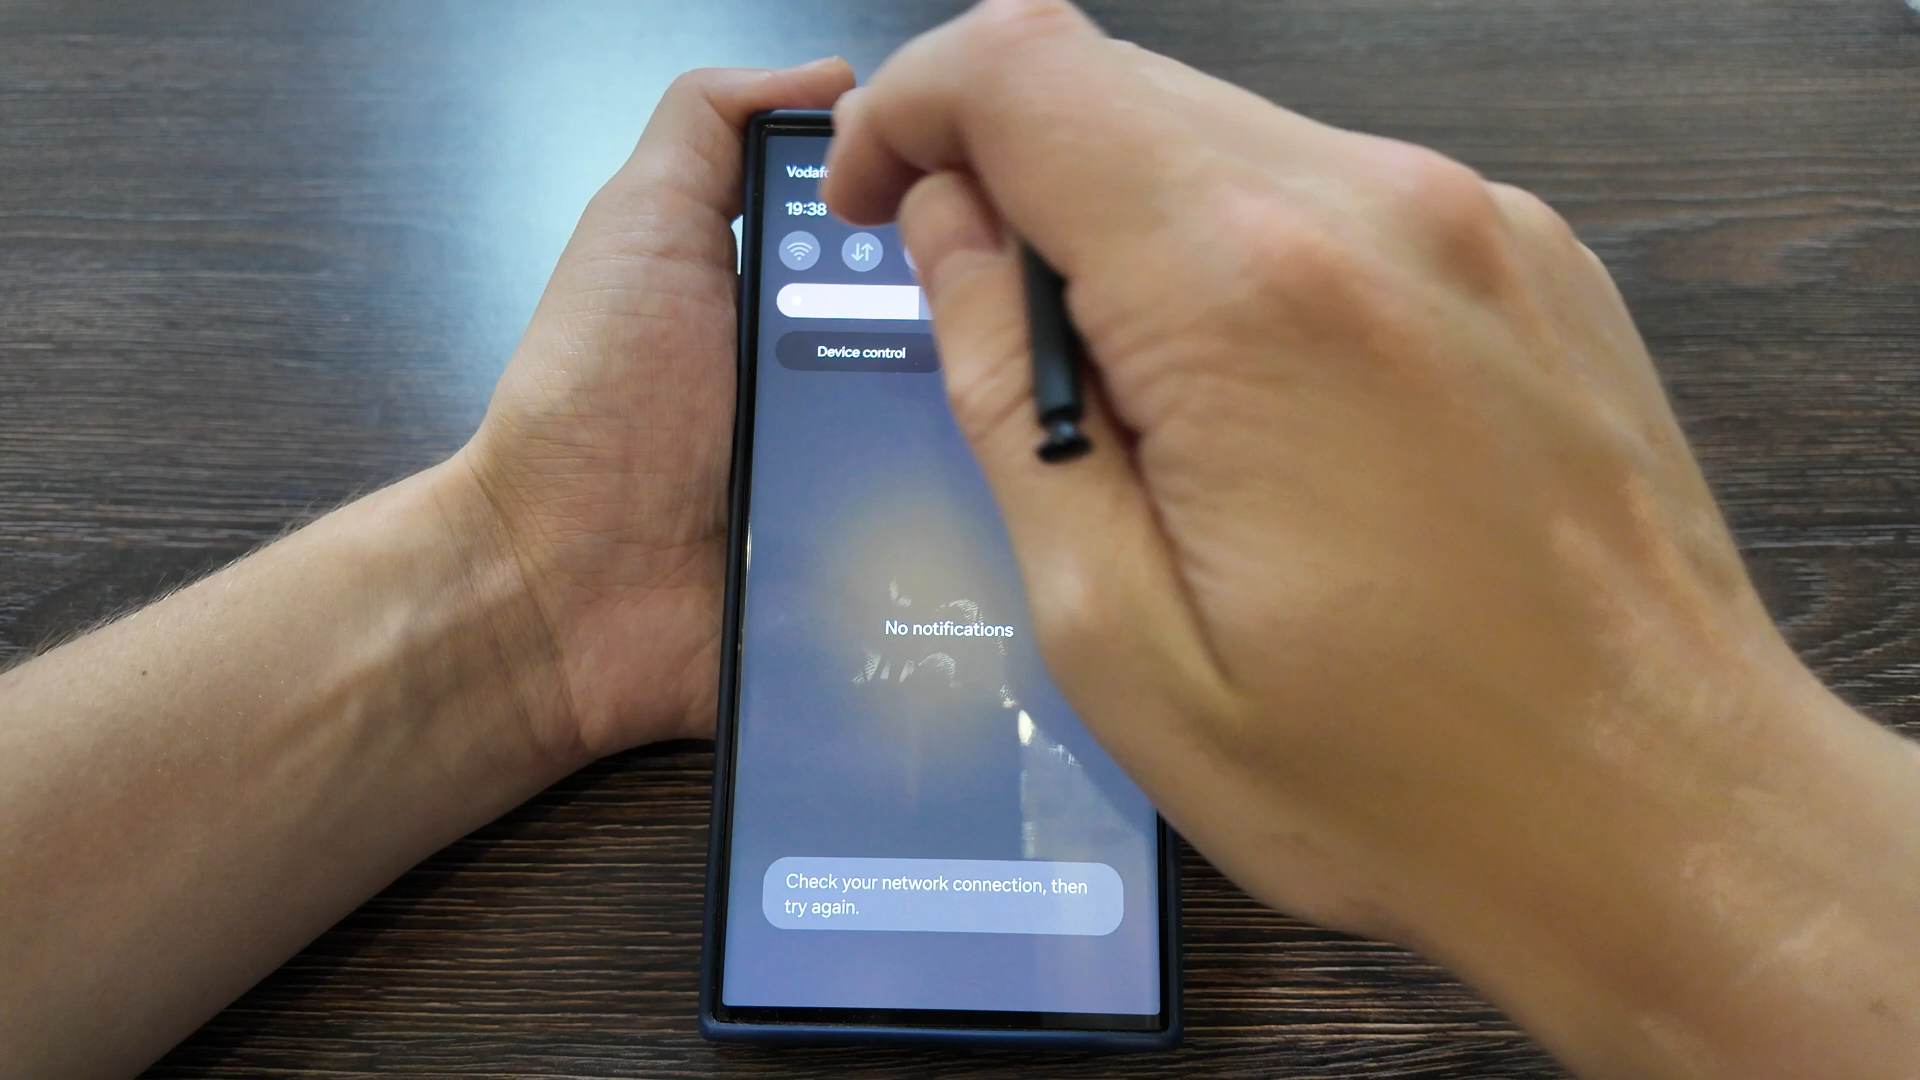 19:38
Device control
No notifications
Check your network connection, then
try again.